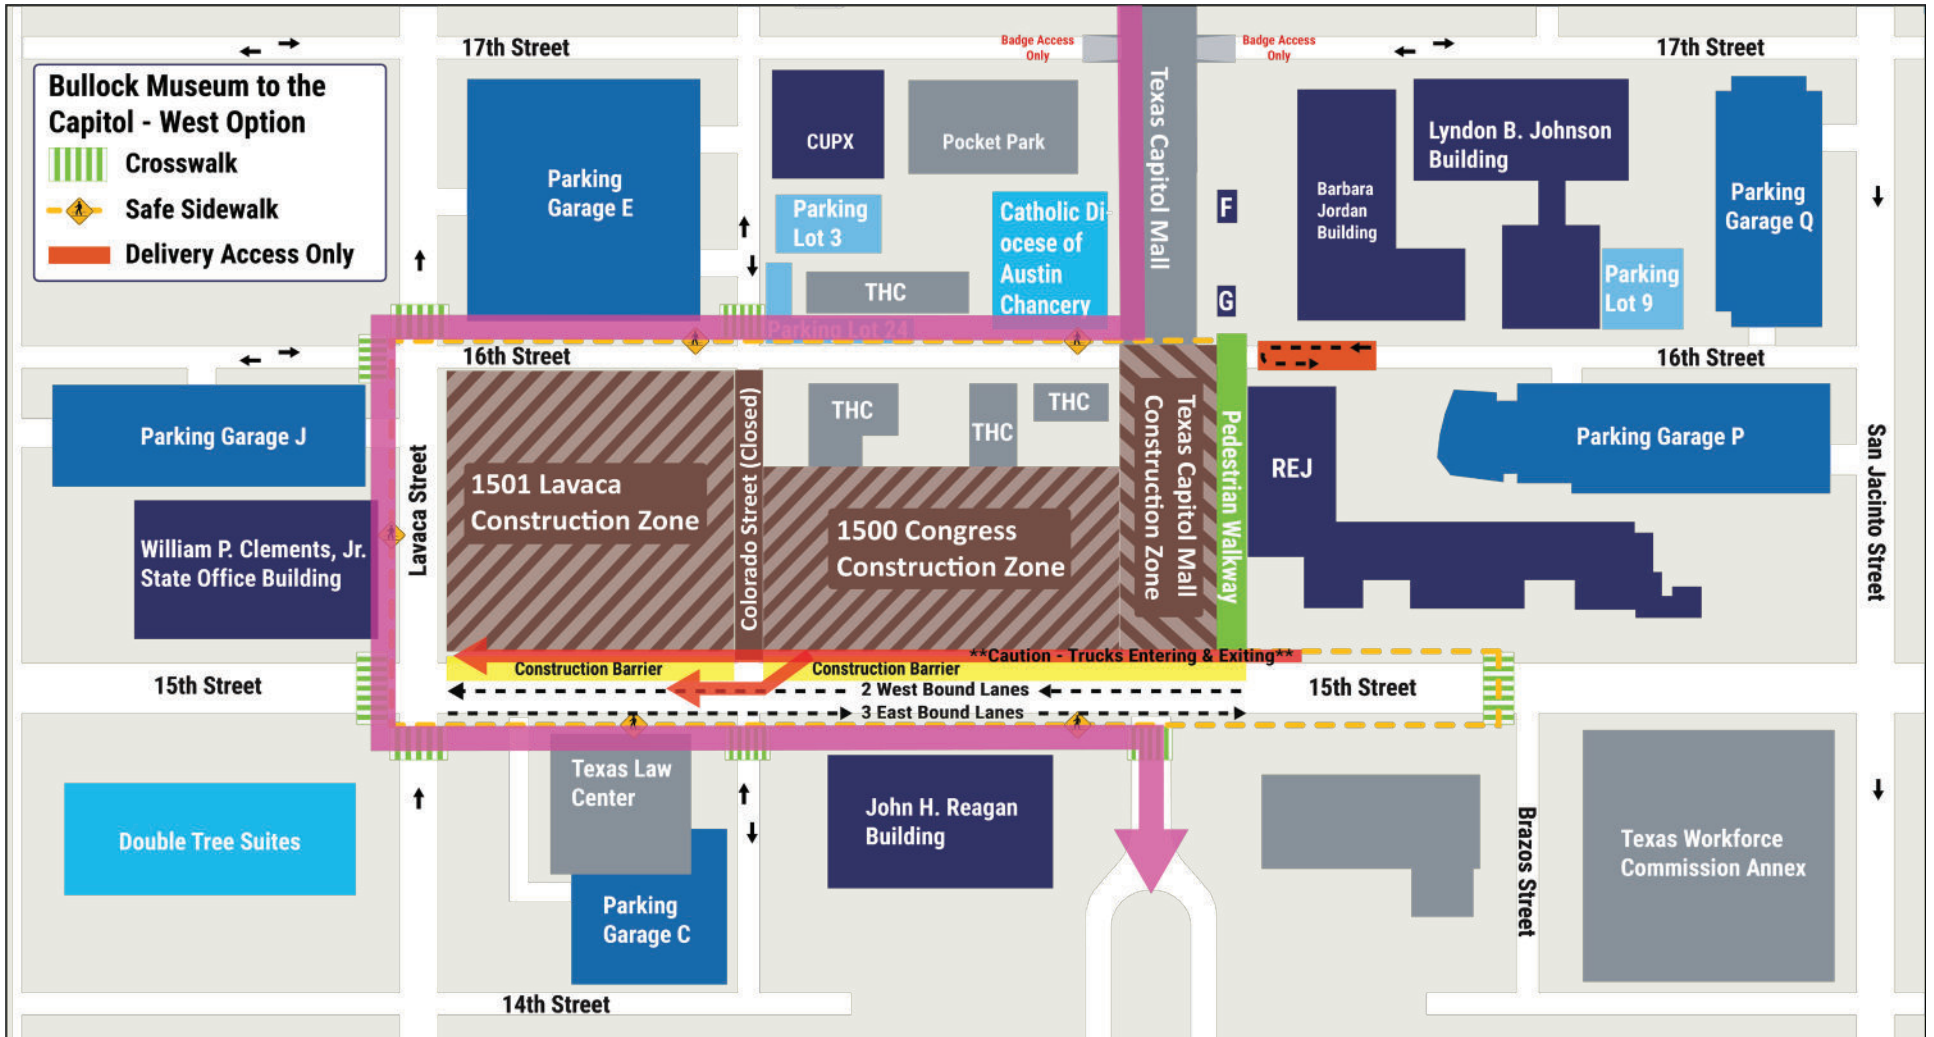 17th Street
Badge Access
Only
Badge Access
Only
17th Street
Bullock Museum to the
Capitol - West Option
Crosswalk
Safe Sidewalk
Delivery Access Only
Parking
Garage E
CUPX
Pocket Park
Parking
Lot 3
Catholic Di-
ocese of
Austin
Chancery
THC
Parking Lot 24
Texas Capitol Mall
F
G
Barbara
Jordan
Building
Lyndon B. Johnson
Building
Parking
Lot 9
Parking
Garage Q
16th Street
16th Street
Parking Garage J
William P. Clements, Jr.
State Office Building
Lavaca Street
1501 Lavaca
Construction Zone
Colorado Street (Closed)
THC
THC
THC
1500 Congress
Construction Zone
Texas Capitol Mall
Construction Zone
Pedestrian Walkway
REJ
Parking Garage P
San Jacinto Street
**Caution - Trucks Entering & Exiting**
Construction Barrier
Construction Barrier
15th Street
2 West Bound Lanes
15th Street
3 East Bound Lanes
Double Tree Suites
Texas Law
Center
Parking
Garage C
John H. Reagan
Building
Brazos Street
Texas Workforce
Commission Annex
14th Street